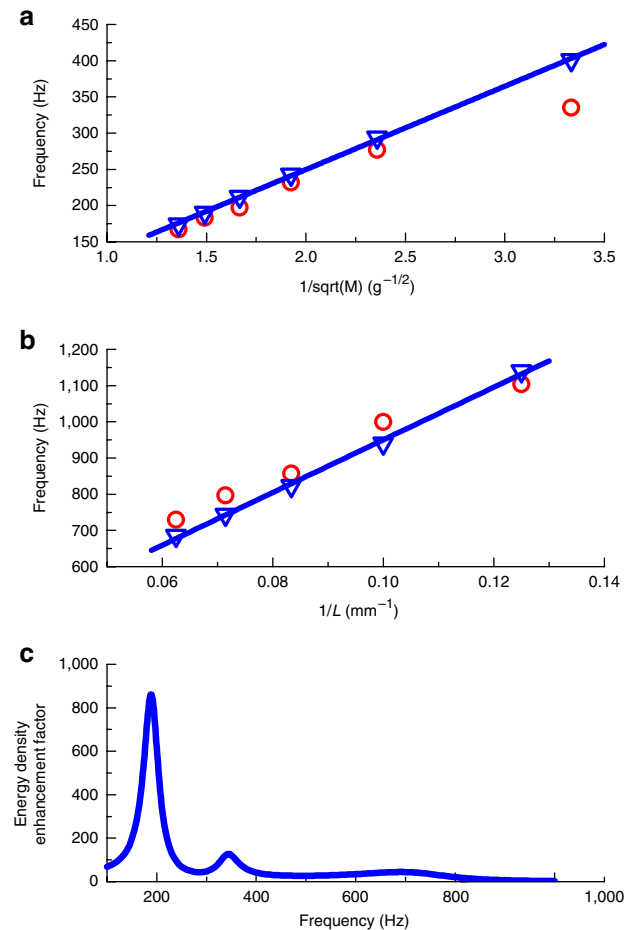 a
450
400
350
300
250
200
150
Frequency (Hz)
1.0 1.5 2.0 2.5 3.0 3.5
1/sqrt(M) (g⁻¹/²)
b
1,200
1,100
1,000
900
800
700
600
Frequency (Hz)
0.06 0.08 0.10 0.12 0.14
1/L (mm⁻¹)
c
1,000
800
600
400
200
0
Energy density
enhancement factor
200 400 600 800 1,000
Frequency (Hz)